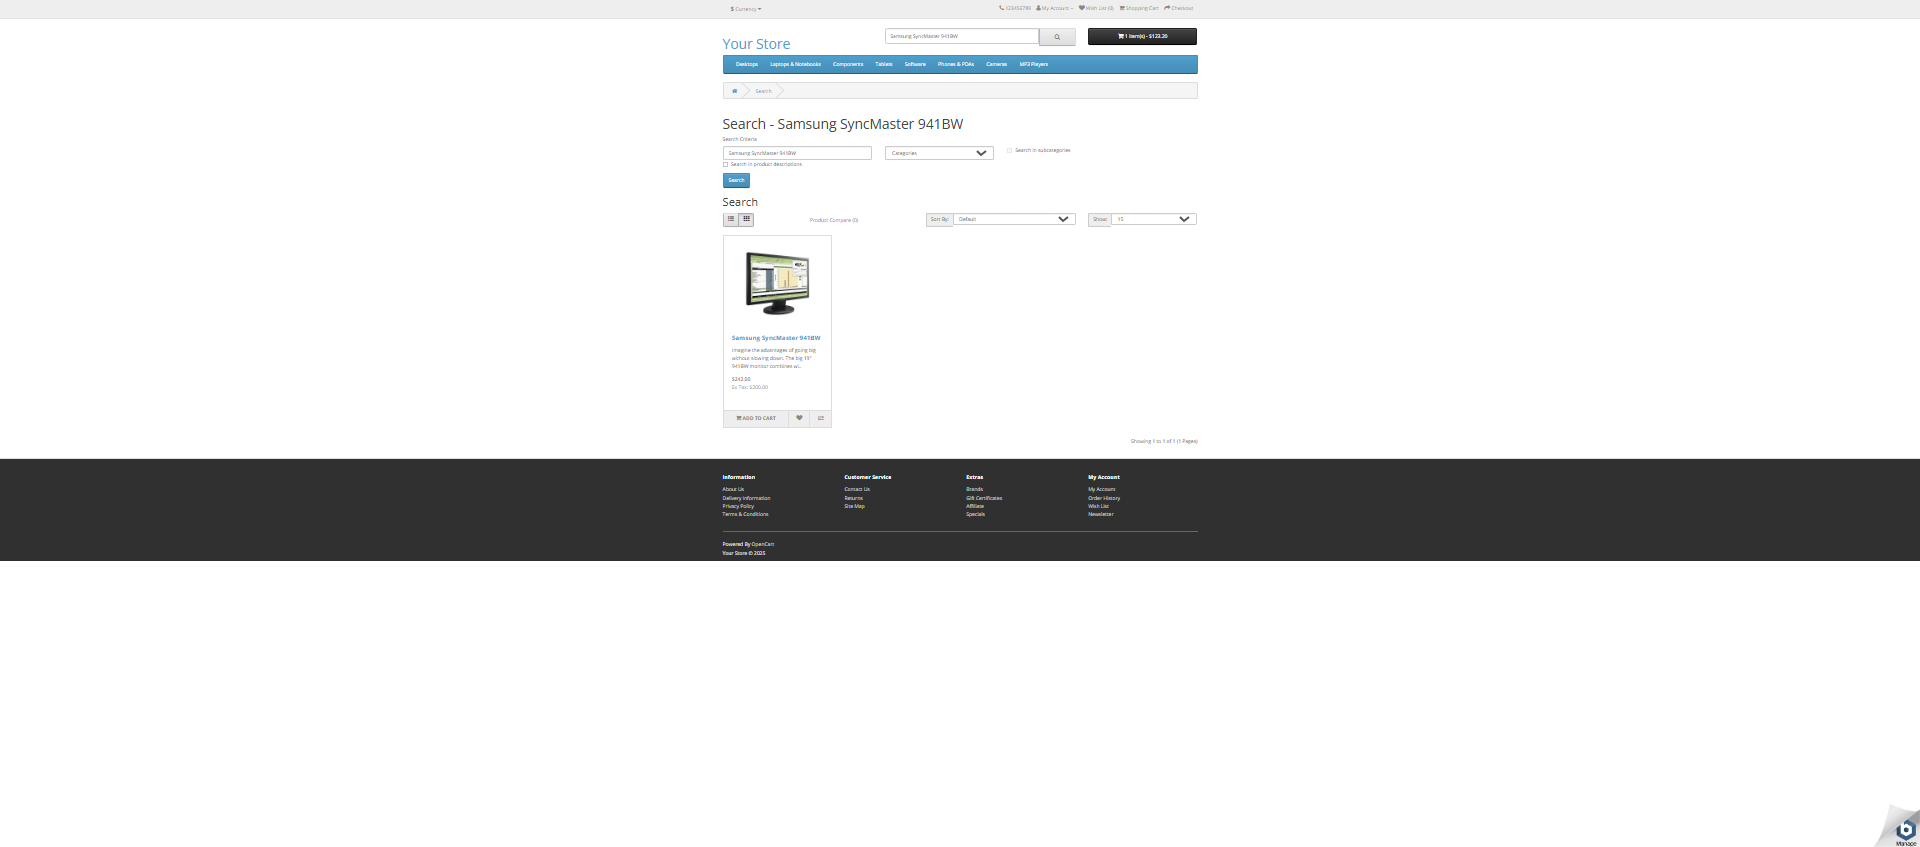 $ Currency
123456789 My Account Wish List (0) Shopping Cart Checkout
Your Store
Samsung SyncMaster 941BW
1 item(s) - $123.20
Desktops Laptops & Notebooks Components Tablets Software Phones & PDAs Cameras MP3 Players
Search
Search - Samsung SyncMaster 941BW
Search Criteria
Samsung SyncMaster 941BW Categories Search in subcategories
Search in product descriptions
Search
Search
Product Compare (0) Sort By: Default Show: 15
Samsung SyncMaster 941BW
Imagine the advantages of going big
without slowing down. The big 19"
941BW monitor combines wi..
$242.00
Ex Tax: $200.00
ADD TO CART
Showing 1 to 1 of 1 (1 Pages)
Information Customer Service Extras My Account
About Us Contact Us Brands My Account
Delivery Information Returns Gift Certificates Order History
Privacy Policy Site Map Affiliate Wish List
Terms & Conditions Specials Newsletter
Powered By OpenCart
Your Store © 2025
Manage